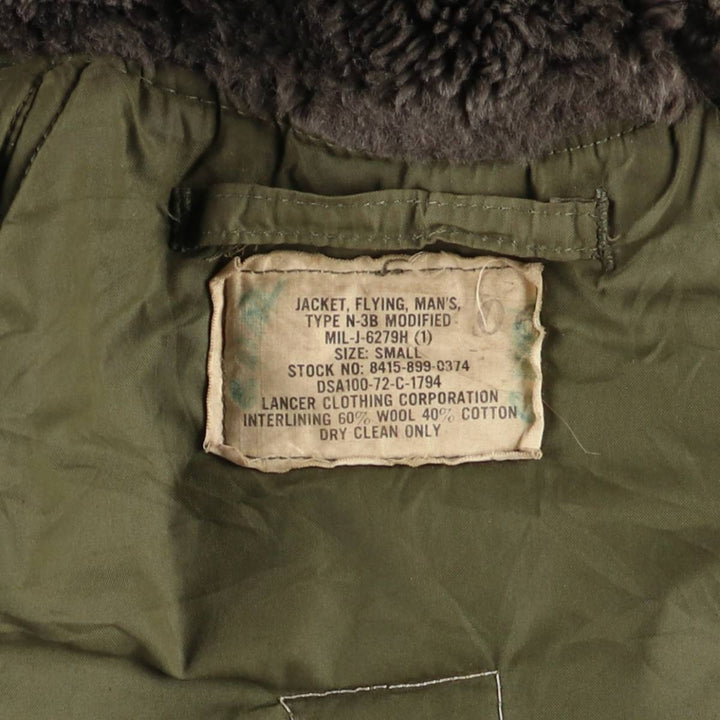 JACKET, FLYING, MAN'S,
TYPE N-3B MODIFIED
MIL-J-6279H (1)
SIZE: SMALL
STOCK NO: 8415-899-0374
DSA100-72-C-1794
LANCER CLOTHING CORPORATION
INTERLINING 60% WOOL 40% COTTON
DRY CLEAN ONLY